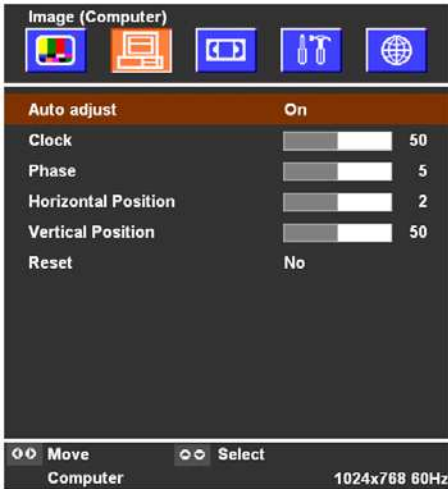 Image (Computer)
Auto adjust On
Clock 50
Phase 5
Horizontal Position 2
Vertical Position 50
Reset No
Move Select
Computer 1024x768 60Hz